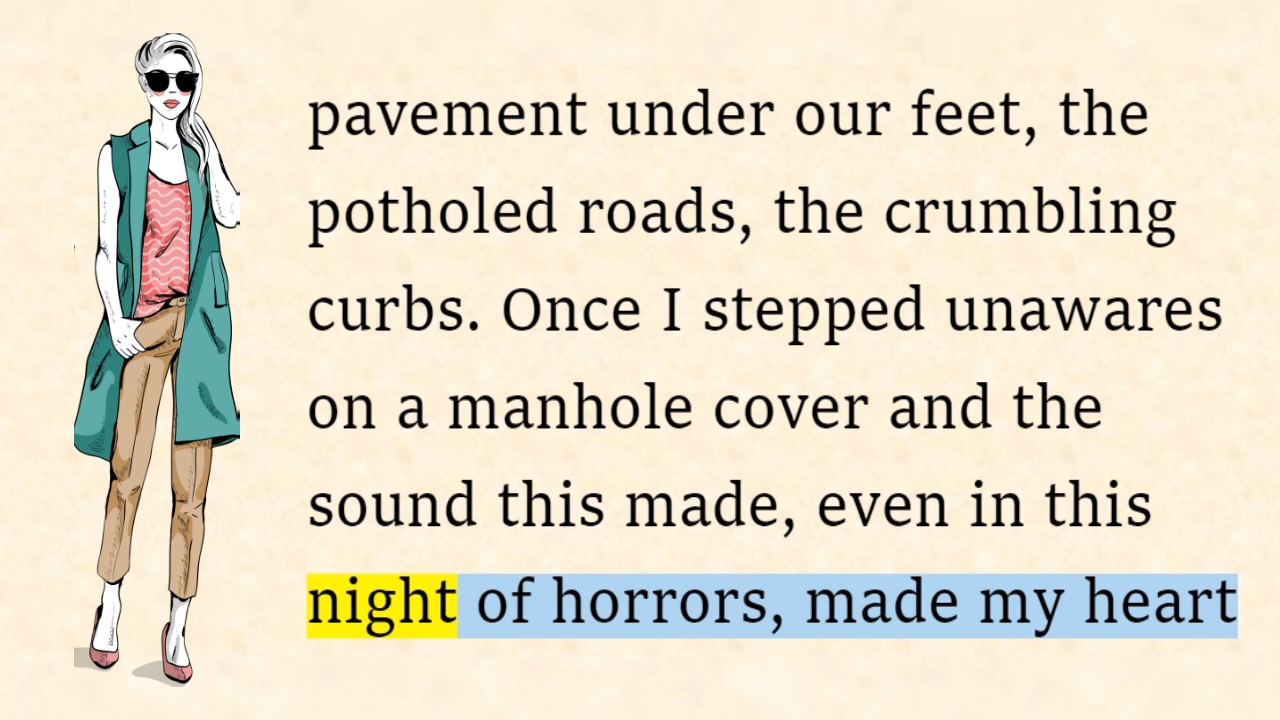 pavement under our feet, the
potholed roads, the crumbling
curbs. Once I stepped unawares
on a manhole cover and the
sound this made, even in this
night of horrors, made my heart